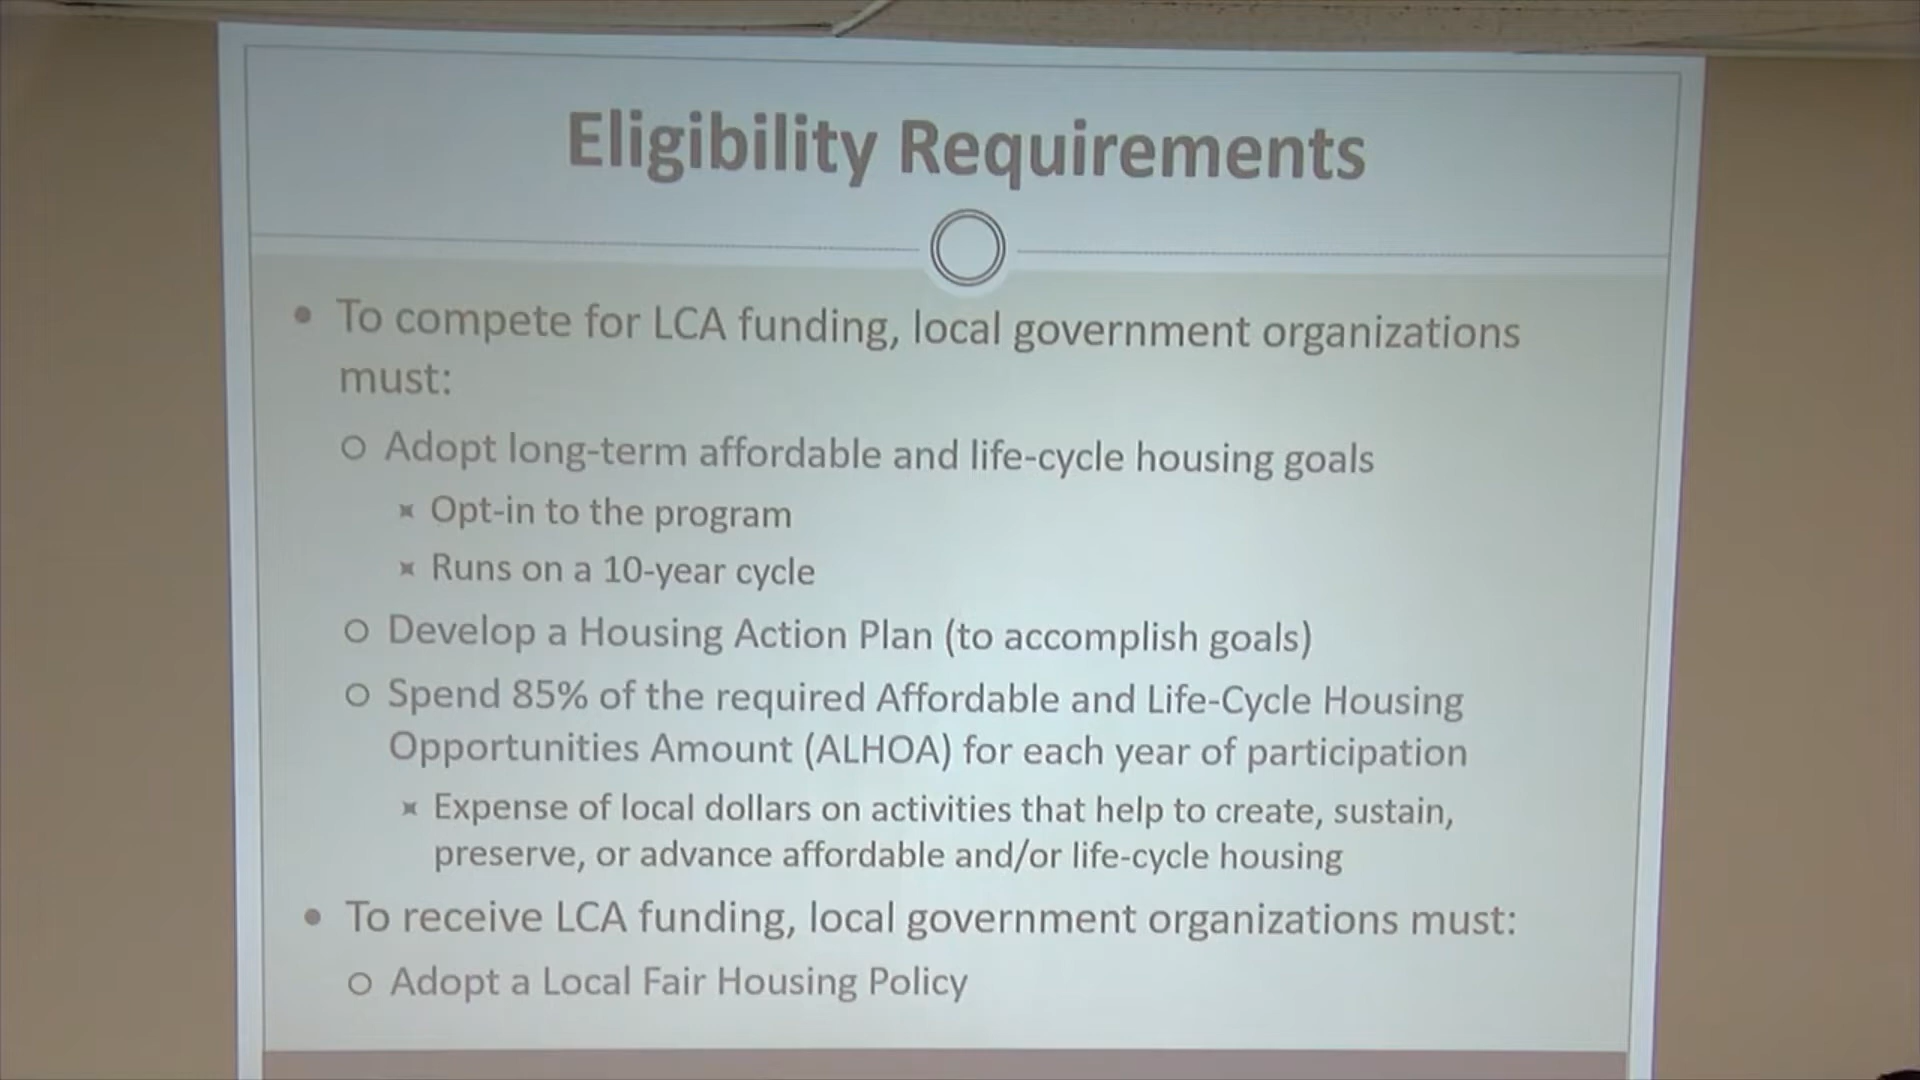 Eligibility Requirements
• To compete for LCA funding, local government organizations
must:
○ Adopt long-term affordable and life-cycle housing goals
× Opt-in to the program
× Runs on a 10-year cycle
○ Develop a Housing Action Plan (to accomplish goals)
○ Spend 85% of the required Affordable and Life-Cycle Housing
Opportunities Amount (ALHOA) for each year of participation
× Expense of local dollars on activities that help to create, sustain,
preserve, or advance affordable and/or life-cycle housing
• To receive LCA funding, local government organizations must:
○ Adopt a Local Fair Housing Policy